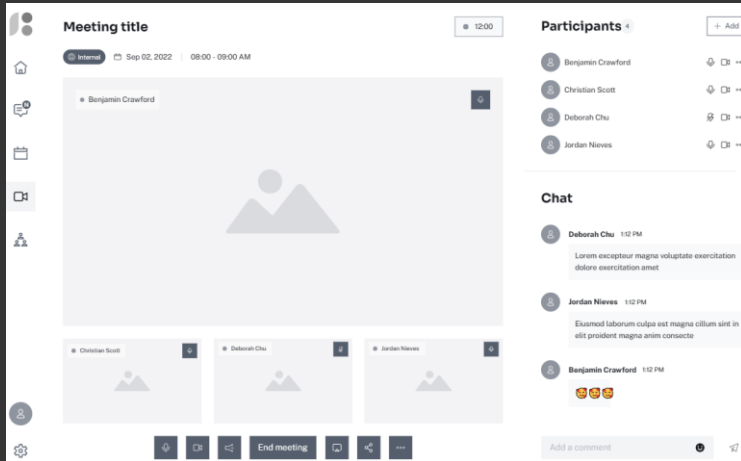 Meeting title
12:00
Internal
Sep 02, 2022
08:00 - 09:00 AM
Benjamin Crawford
Christian Scott
Deborah Chu
Jordan Nieves
End meeting
Participants 4
+ Add
Benjamin Crawford
Christian Scott
Deborah Chu
Jordan Nieves
Chat
Deborah Chu 1:12 PM
Lorem excepteur magna voluptate exercitation
dolore exercitation amet
Jordan Nieves 1:12 PM
Eiusmod laborum culpa est magna cillum sint in
elit proident magna anim consecte
Benjamin Crawford 1:12 PM
🥰🥰🥰
Add a comment